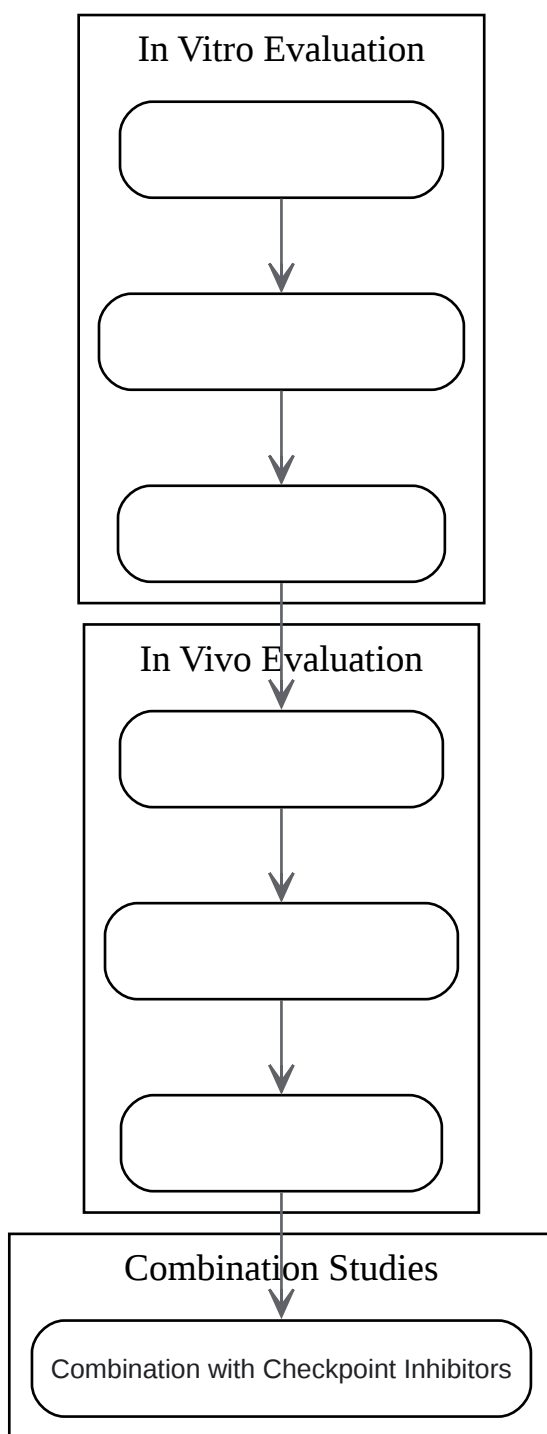 In Vitro Evaluation
In Vivo Evaluation
Combination Studies
Combination with Checkpoint Inhibitors